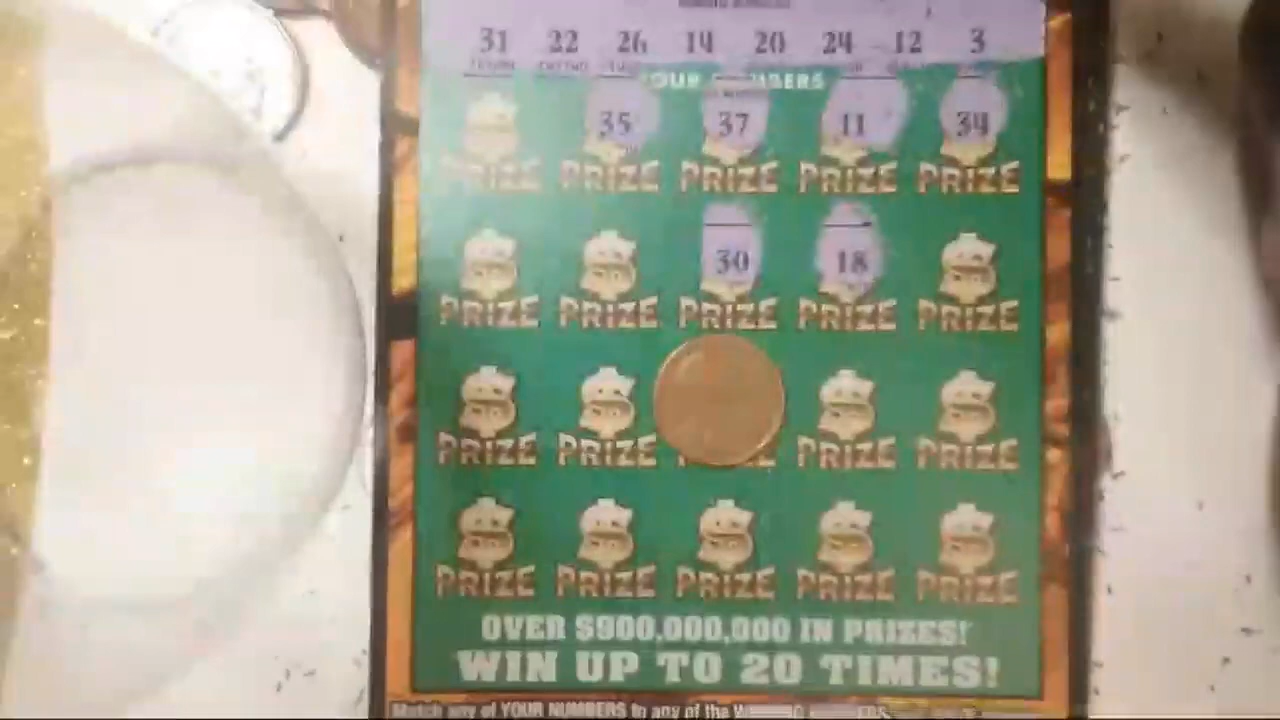 31 22 26 14 20 24 12 3
YOUR NUMBERS
35 37 11 34
PRIZE PRIZE PRIZE PRIZE PRIZE
30 18
PRIZE PRIZE PRIZE PRIZE PRIZE
PRIZE PRIZE PRIZE PRIZE
PRIZE PRIZE PRIZE PRIZE PRIZE
OVER $900,000,000 IN PRIZES!
WIN UP TO 20 TIMES!
Match any of YOUR NUMBERS to any of the